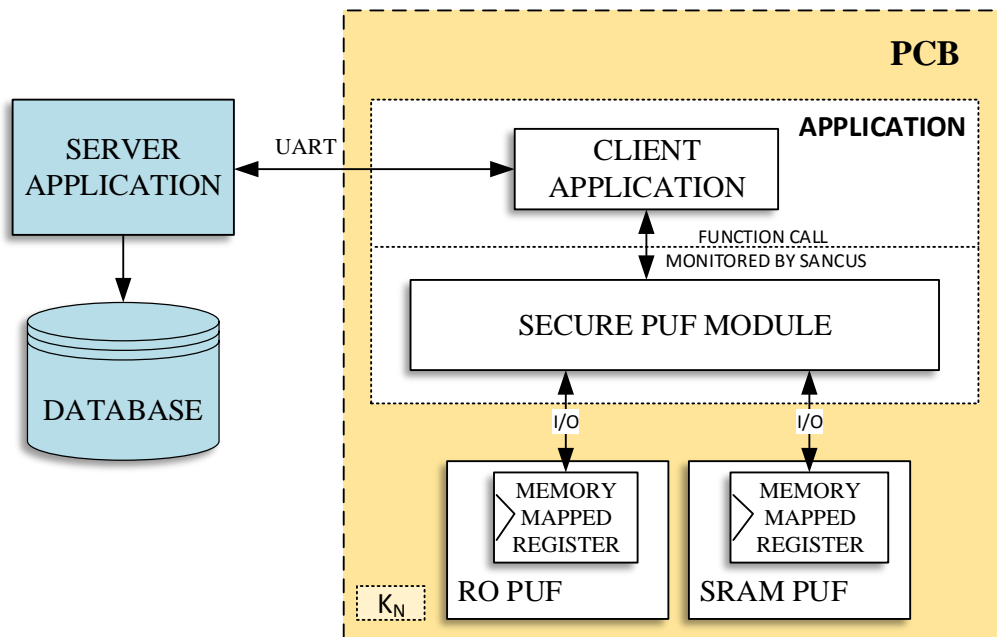 PCB
APPLICATION
SERVER
APPLICATION
UART
CLIENT
APPLICATION
FUNCTION CALL
MONITORED BY SANCUS
SECURE PUF MODULE
DATABASE
I/O
I/O
MEMORY
MAPPED
REGISTER
RO PUF
MEMORY
MAPPED
REGISTER
SRAM PUF
K_N